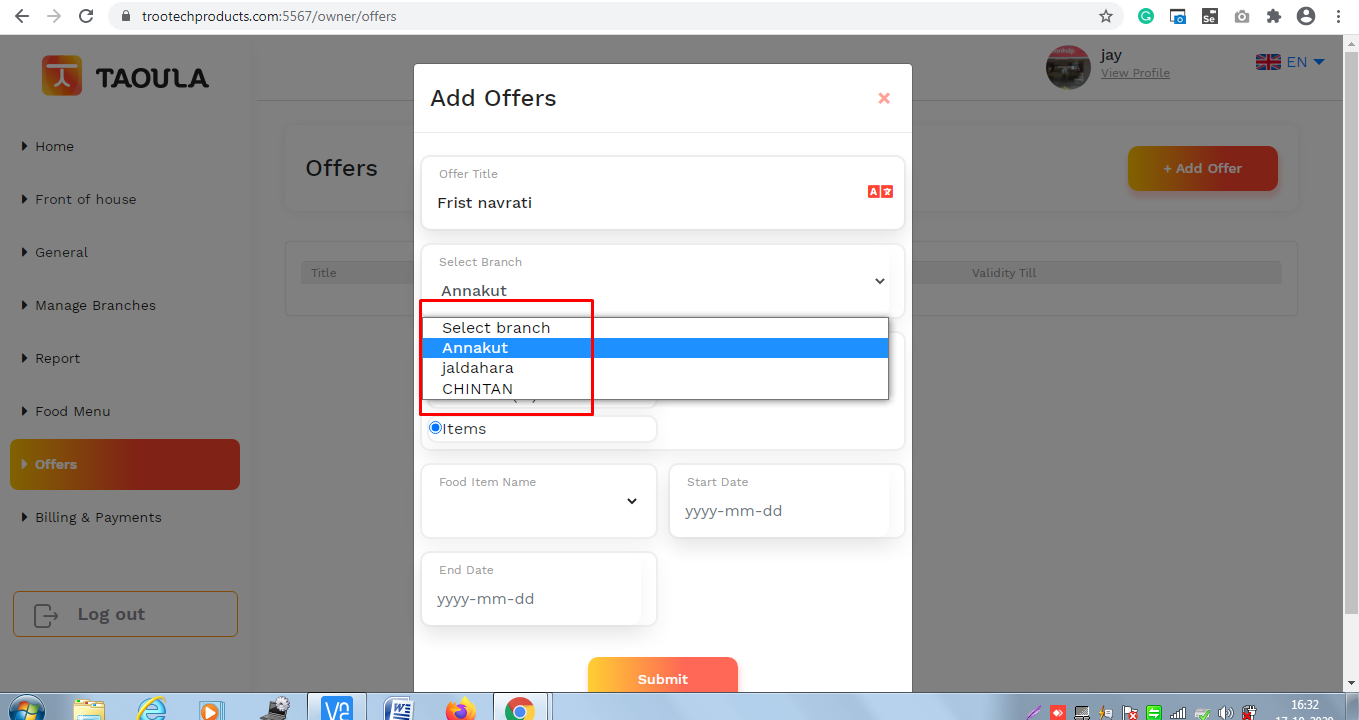 trootechproducts.com:5567/owner/offers
Se
TAOULA
jay
View Profile
EN
Home
Front of house
General
Manage Branches
Report
Food Menu
Offers
Billing & Payments
Log out
Offers
+ Add Offer
Title
Validity Till
Add Offers
×
Offer Title
Frist navrati
A
Select Branch
Annakut
Select branch
Annakut
jaldahara
CHINTAN
Items
Food Item Name
Start Date
yyyy-mm-dd
End Date
yyyy-mm-dd
Submit
16:32